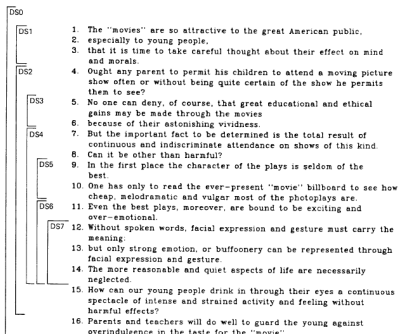 DS0
DS1 1. The "movies" are so attractive to the great American public,
2. especially to young people,
3. that it is time to take careful thought about their effect on mind
and morals.
DS2 4. Ought any parent to permit his children to attend a moving picture
show often or without being quite certain of the show he permits
them to see?
DS3 5. No one can deny, of course, that great educational and ethical
gains may be made through the movies
6. because of their astonishing vividness.
DS4 7. But the important fact to be determined is the total result of
continuous and indiscriminate attendance on shows of this kind.
8. Can it be other than harmful?
DS5 9. In the first place the character of the plays is seldom of the
best.
10. One has only to read the ever-present "movie" billboard to see how
cheap, melodramatic and vulgar most of the photoplays are.
DS6 11. Even the best plays, moreover, are bound to be exciting and
over-emotional.
DS7 12. Without spoken words, facial expression and gesture must carry the
meaning:
13. but only strong emotion, or buffoonery can be represented through
facial expression and gesture.
14. The more reasonable and quiet aspects of life are necessarily
neglected.
15. How can our young people drink in through their eyes a continuous
spectacle of intense and strained activity and feeling without
harmful effects?
16. Parents and teachers will do well to guard the young against
overindulgence in the taste for the "movie".